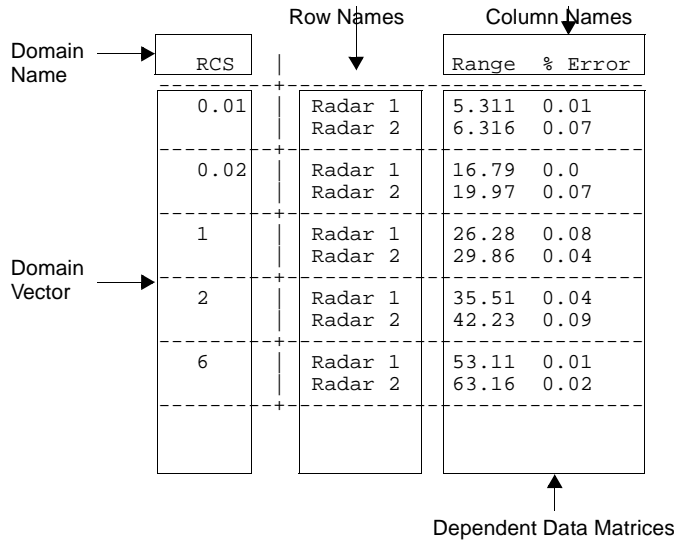 Row Names Column Names
Domain Name
RCS | Range % Error
--------+-----------------------
0.01 | Radar 1 5.311 0.01
| Radar 2 6.316 0.07
--------+-----------------------
0.02 | Radar 1 16.79 0.0
| Radar 2 19.97 0.07
--------+-----------------------
1 | Radar 1 26.28 0.08
| Radar 2 29.86 0.04
--------+-----------------------
Domain Vector
2 | Radar 1 35.51 0.04
| Radar 2 42.23 0.09
--------+-----------------------
6 | Radar 1 53.11 0.01
| Radar 2 63.16 0.02
--------+-----------------------
Dependent Data Matrices